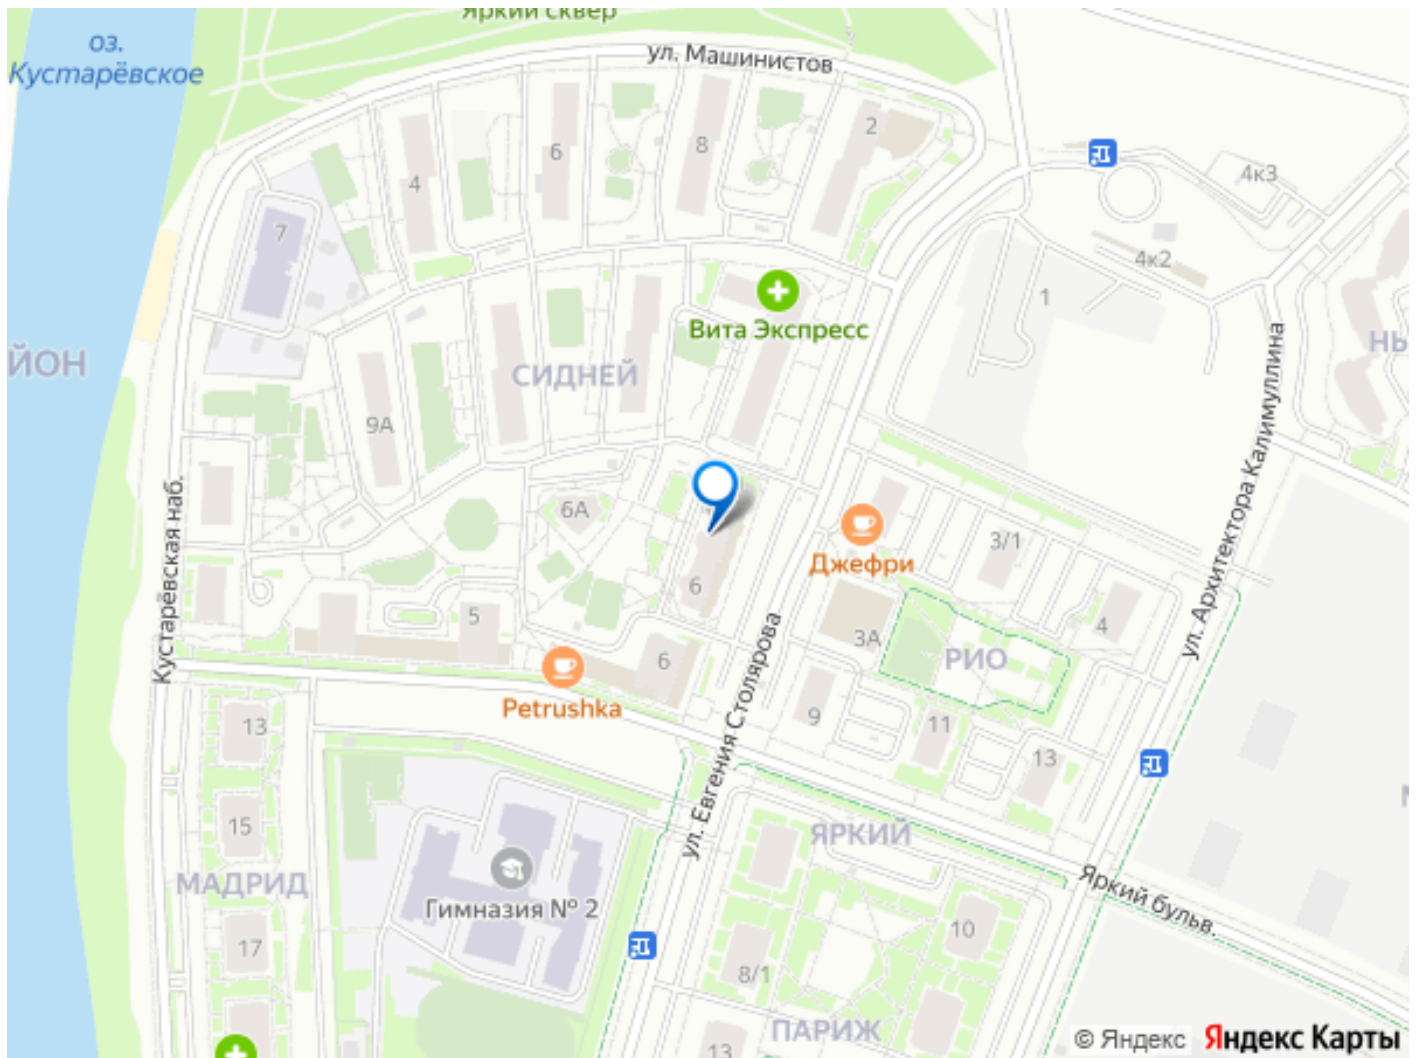 Яркий сквер
оз.
Кустарёвское
ул. Машинистов
2
8
6
4
4к3
7
4к2
1
Вита Экспресс
ЙОН
СИДНЕЙ
НЬ
9А
ул. Архитектора Калимуллина
Кустарёвская наб.
6А
3/1
Джефри
6
5
3А
4
РИО
6
ул. Евгения Столярова
Petrushka
13
9
11
13
15
ЯРКИЙ
МАДРИД
Яркий бульв.
Гимназия № 2
17
10
8/1
ПАРИЖ
13
© Яндекс Яндекс Карты